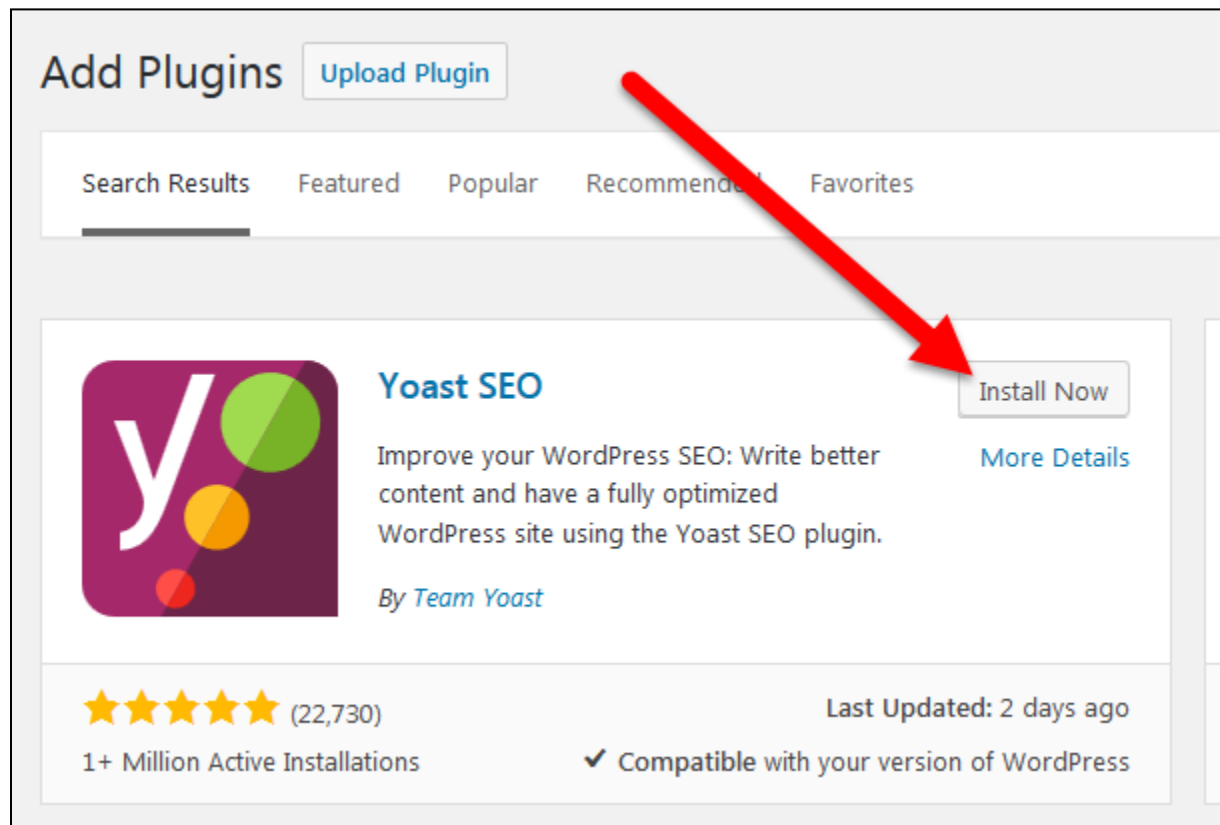 Add Plugins Upload Plugin
Search Results Featured Popular Recommended Favorites
y
Yoast SEO
Install Now
Improve your WordPress SEO: Write better
content and have a fully optimized
WordPress site using the Yoast SEO plugin.
More Details
By Team Yoast
(22,730)
Last Updated: 2 days ago
1+ Million Active Installations
✔ Compatible with your version of WordPress